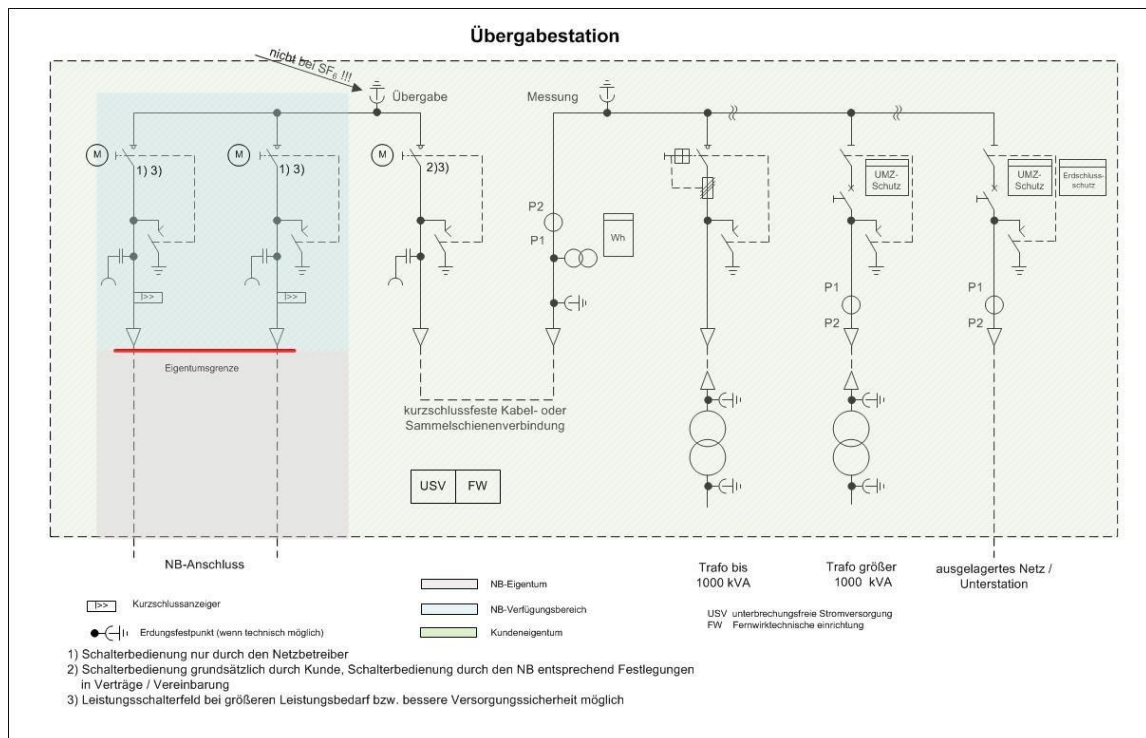 Übergabestation
nicht bei SF₆ !!!
Übergabe
Messung
M
1) 3)
M
1) 3)
M
2)3)
UMZ-
Schutz
UMZ-
Schutz
Erdschluss-
schutz
P2
P1
Wh
I>>
I>>
P1
P2
P1
P2
Eigentumsgrenze
kurzschlussfeste Kabel- oder
Sammelschienenverbindung
USV
FW
NB-Anschluss
Trafo bis
1000 kVA
Trafo größer
1000 kVA
ausgelagertes Netz /
Unterstation
I>> Kurzschlussanzeiger
Erdungsfestpunkt (wenn technisch möglich)
NB-Eigentum
NB-Verfügungsbereich
Kundeneigentum
USV unterbrechungsfreie Stromversorgung
FW Fernwirktechnische einrichtung
1) Schalterbedienung nur durch den Netzbetreiber
2) Schalterbedienung grundsätzlich durch Kunde, Schalterbedienung durch den NB entsprechend Festlegungen
in Verträge / Vereinbarung
3) Leistungsschalterfeld bei größeren Leistungsbedarf bzw. bessere Versorgungssicherheit möglich